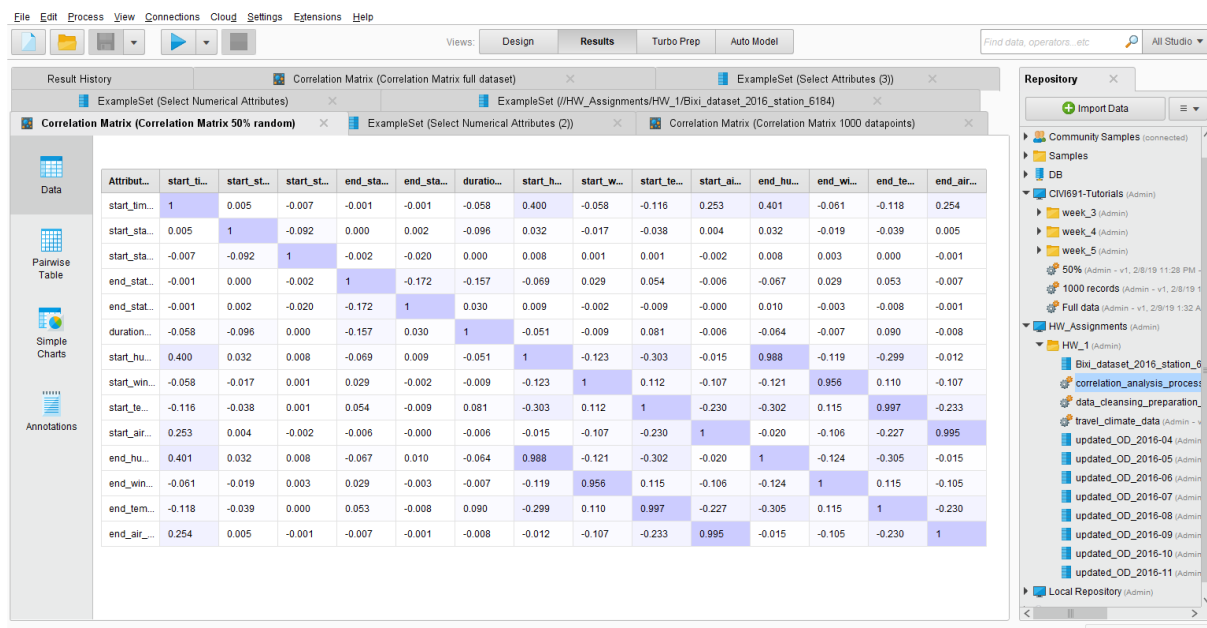 File Edit Process View Connections Cloud Settings Extensions Help
Views: Design Results Turbo Prep Auto Model
Find data, operators...etc All Studio
Result History
Correlation Matrix (Correlation Matrix full dataset)
ExampleSet (Select Attributes (3))
ExampleSet (Select Numerical Attributes)
ExampleSet (//HW_Assignments/HW_1/Bixi_dataset_2016_station_6184)
Correlation Matrix (Correlation Matrix 50% random)
ExampleSet (Select Numerical Attributes (2))
Correlation Matrix (Correlation Matrix 1000 datapoints)
Data
Pairwise
Table
Simple
Charts
Annotations
Attribut... start_ti... start_st... start_st... end_sta... end_sta... duratio... start_h... start_w... start_te... start_ai... end_hu... end_wi... end_te... end_air...
start_tim... 1 0.005 -0.007 -0.001 -0.001 -0.058 0.400 -0.058 -0.116 0.253 0.401 -0.061 -0.118 0.254
start_sta... 0.005 1 -0.092 0.000 0.002 -0.096 0.032 -0.017 -0.038 0.004 0.032 -0.019 -0.039 0.005
start_sta... -0.007 -0.092 1 -0.002 -0.020 0.000 0.008 0.001 0.001 -0.002 0.008 0.003 0.000 -0.001
end_stat... -0.001 0.000 -0.002 1 -0.172 -0.157 -0.069 0.029 0.054 -0.006 -0.067 0.029 0.053 -0.007
end_stat... -0.001 0.002 -0.020 -0.172 1 0.030 0.009 -0.002 -0.009 -0.000 0.010 -0.003 -0.008 -0.001
duration... -0.058 -0.096 0.000 -0.157 0.030 1 -0.051 -0.009 0.081 -0.006 -0.064 -0.007 0.090 -0.008
start_hu... 0.400 0.032 0.008 -0.069 0.009 -0.051 1 -0.123 -0.303 -0.015 0.988 -0.119 -0.299 -0.012
start_win... -0.058 -0.017 0.001 0.029 -0.002 -0.009 -0.123 1 0.112 -0.107 -0.121 0.956 0.110 -0.107
start_te... -0.116 -0.038 0.001 0.054 -0.009 0.081 -0.303 0.112 1 -0.230 -0.302 0.115 0.997 -0.233
start_air... 0.253 0.004 -0.002 -0.006 -0.000 -0.006 -0.015 -0.107 -0.230 1 -0.020 -0.106 -0.227 0.995
end_hu... 0.401 0.032 0.008 -0.067 0.010 -0.064 0.988 -0.121 -0.302 -0.020 1 -0.124 -0.305 -0.015
end_win... -0.061 -0.019 0.003 0.029 -0.003 -0.007 -0.119 0.956 0.115 -0.106 -0.124 1 0.115 -0.105
end_tem... -0.118 -0.039 0.000 0.053 -0.008 0.090 -0.299 0.110 0.997 -0.227 -0.305 0.115 1 -0.230
end_air_... 0.254 0.005 -0.001 -0.007 -0.001 -0.008 -0.012 -0.107 -0.233 0.995 -0.015 -0.105 -0.230 1
Repository
Import Data
Community Samples (connected)
Samples
DB
CIVI691-Tutorials (Admin)
week_3 (Admin)
week_4 (Admin)
week_5 (Admin)
50% (Admin - v1, 2/8/19 11:28 PM -
1000 records (Admin - v1, 2/8/19 1
Full data (Admin - v1, 2/9/19 1:32 A
HW_Assignments (Admin)
HW_1 (Admin)
Bixi_dataset_2016_station_6
correlation_analysis_process
data_cleansing_preparation_
travel_climate_data (Admin - v
updated_OD_2016-04 (Admin
updated_OD_2016-05 (Admin
updated_OD_2016-06 (Admin
updated_OD_2016-07 (Admin
updated_OD_2016-08 (Admin
updated_OD_2016-09 (Admin
updated_OD_2016-10 (Admin
updated_OD_2016-11 (Admin
Local Repository (Admin)